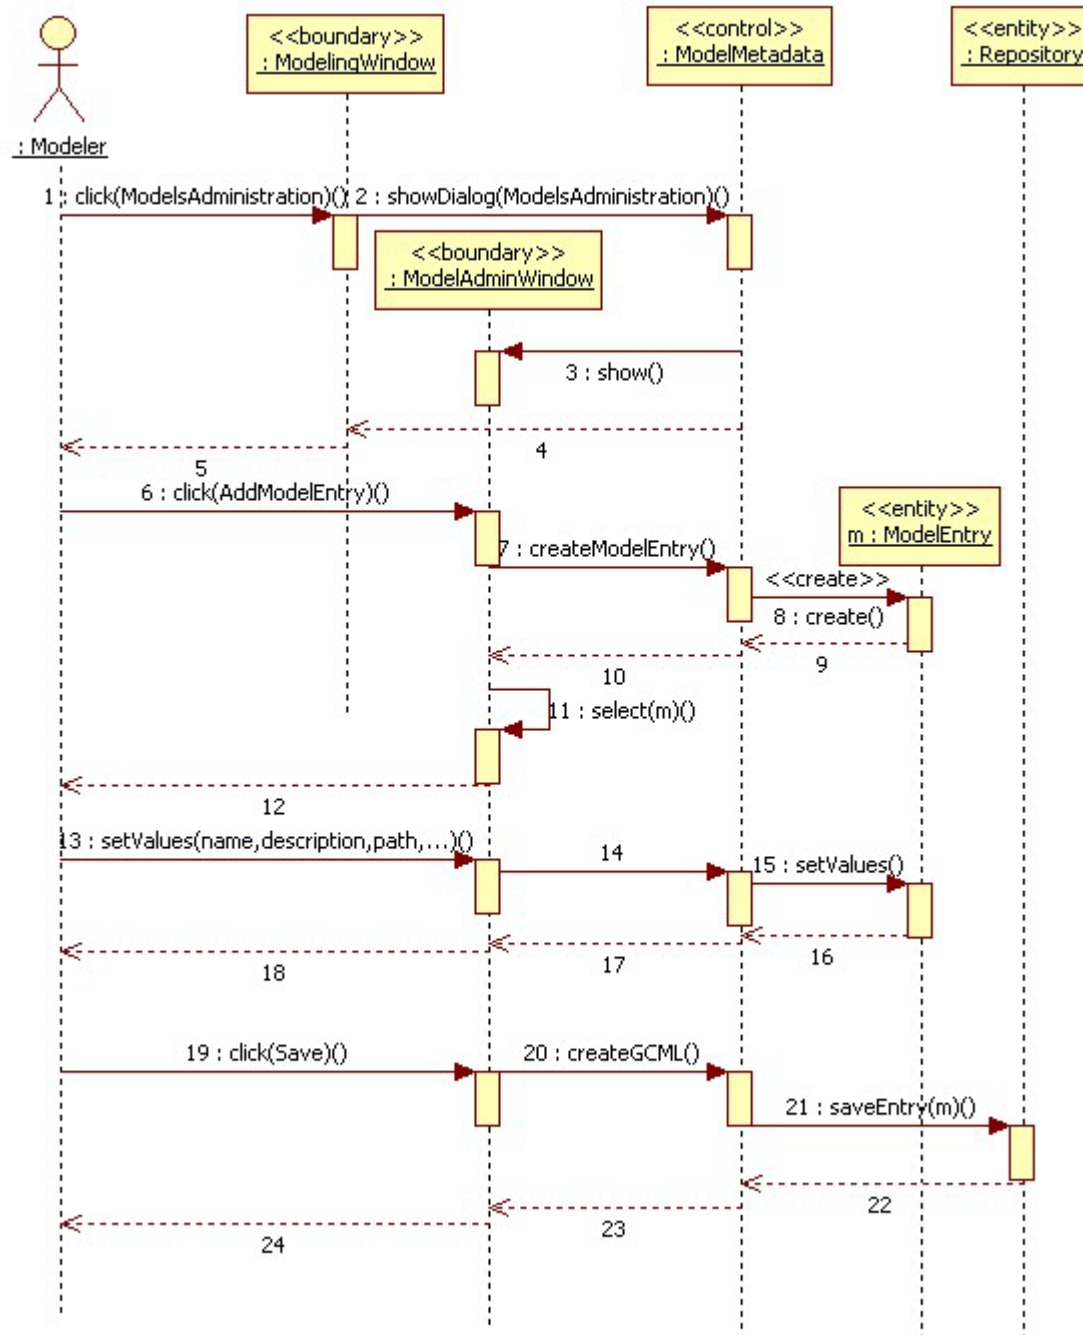 <<boundary>>
: ModelingWindow
<<control>>
: ModelMetadata
<<entity>>
: Repository
: Modeler
1 : click(ModelsAdministration)()
2 : showDialog(ModelsAdministration)()
<<boundary>>
: ModelAdminWindow
3 : show()
4
5
6 : click(AddModelEntry)()
<<entity>>
m : ModelEntry
7 : createModelEntry()
<<create>>
8 : create()
9
10
11 : select(m)()
12
13 : setValues(name,description,path,...)()
14
15 : setValues()
16
17
18
19 : click(Save)()
20 : createGCML()
21 : saveEntry(m)()
22
23
24